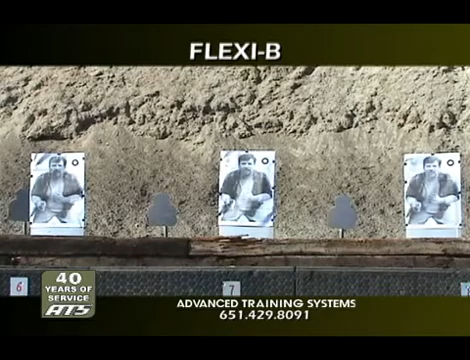 FLEXI-B
6
7
40
YEARS OF
SERVICE
ATS
ADVANCED TRAINING SYSTEMS
651.429.8091